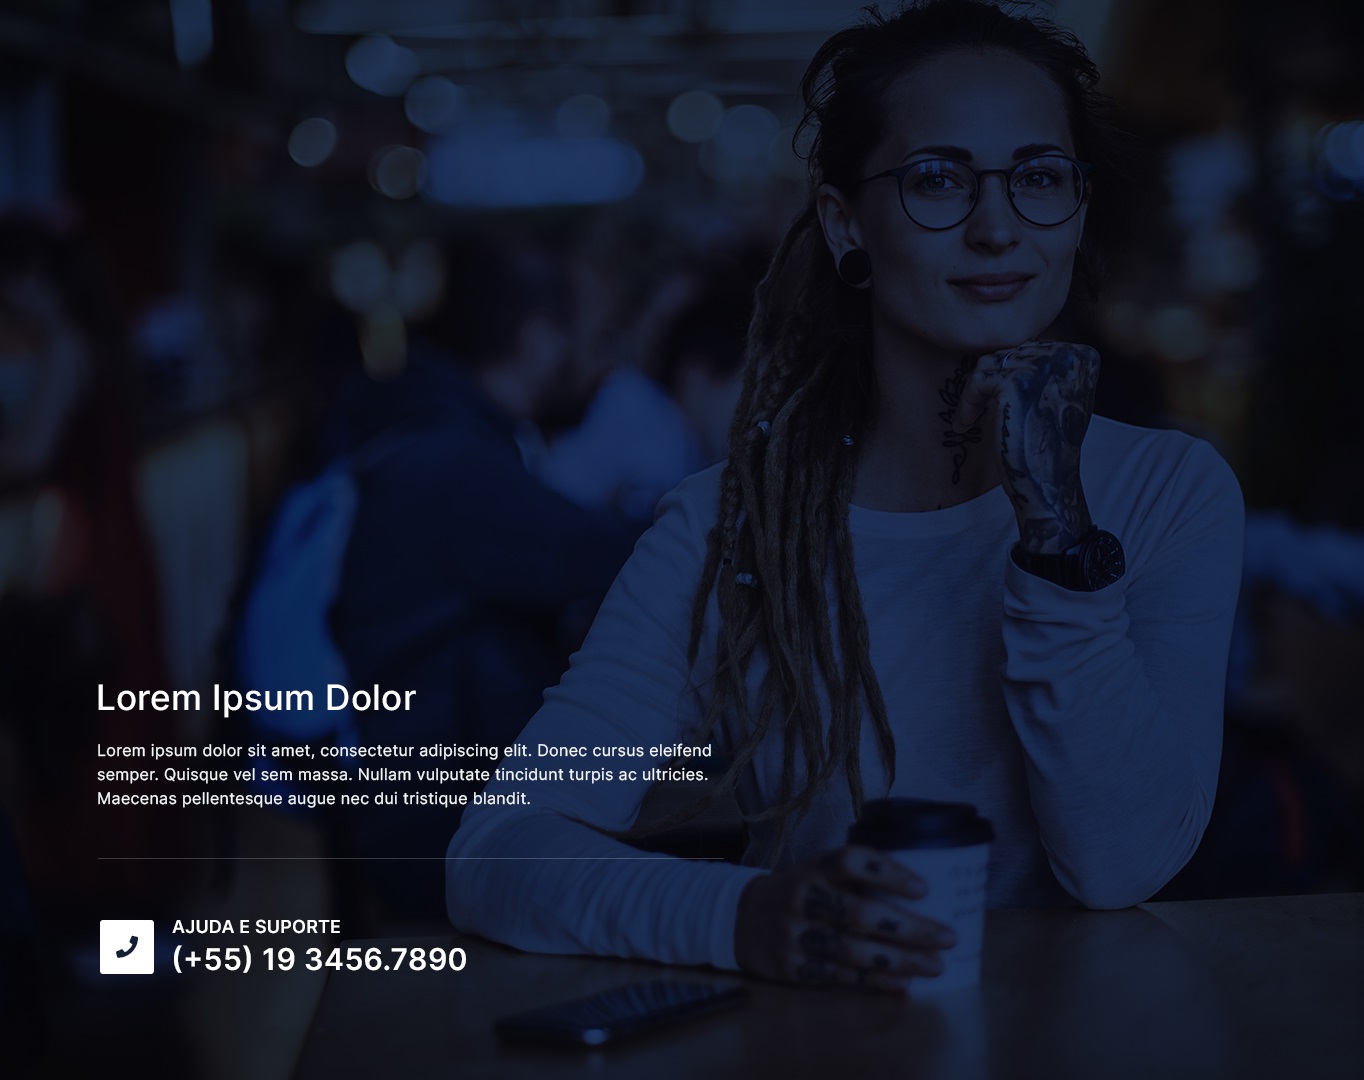 Lorem Ipsum Dolor
Lorem ipsum dolor sit amet, consectetur adipiscing elit. Donec cursus eleifend
semper. Quisque vel sem massa. Nullam vulputate tincidunt turpis ac ultricies.
Maecenas pellentesque augue nec dui tristique blandit.
AJUDA E SUPORTE
(+55) 19 3456.7890